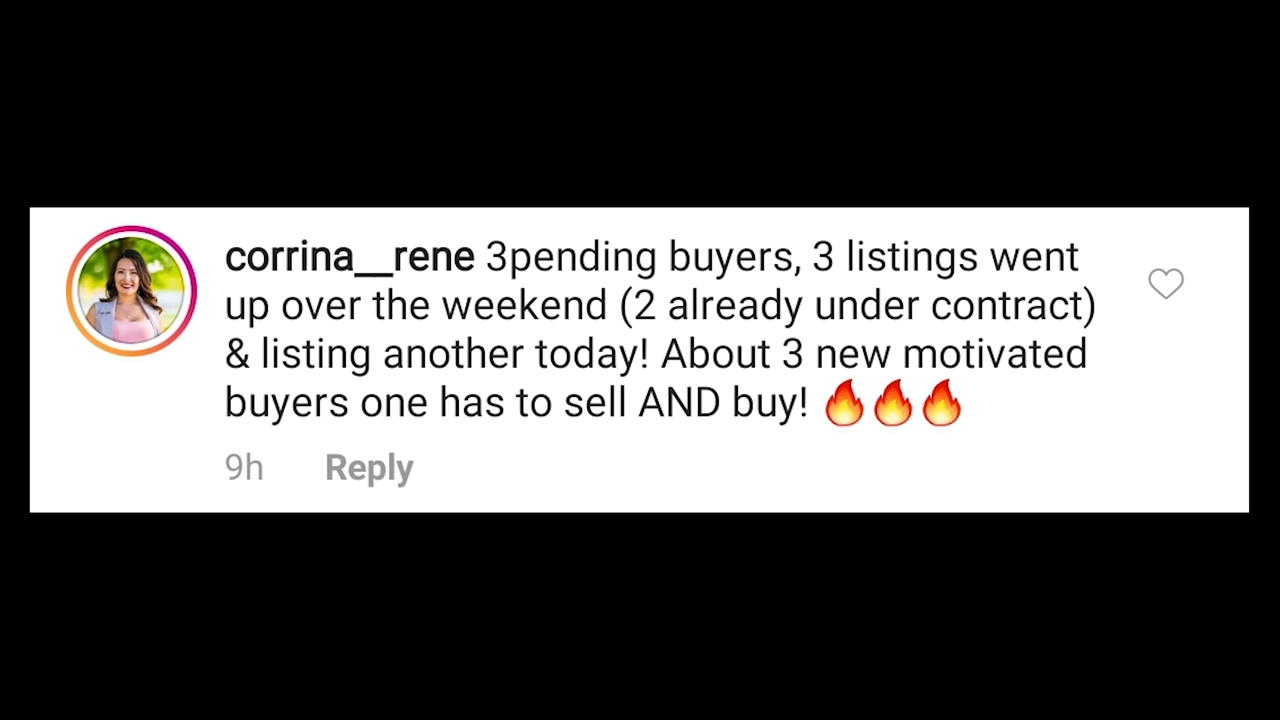 corrina__rene 3pending buyers, 3 listings went
up over the weekend (2 already under contract)
& listing another today! About 3 new motivated
buyers one has to sell AND buy! 🔥🔥🔥
9h Reply